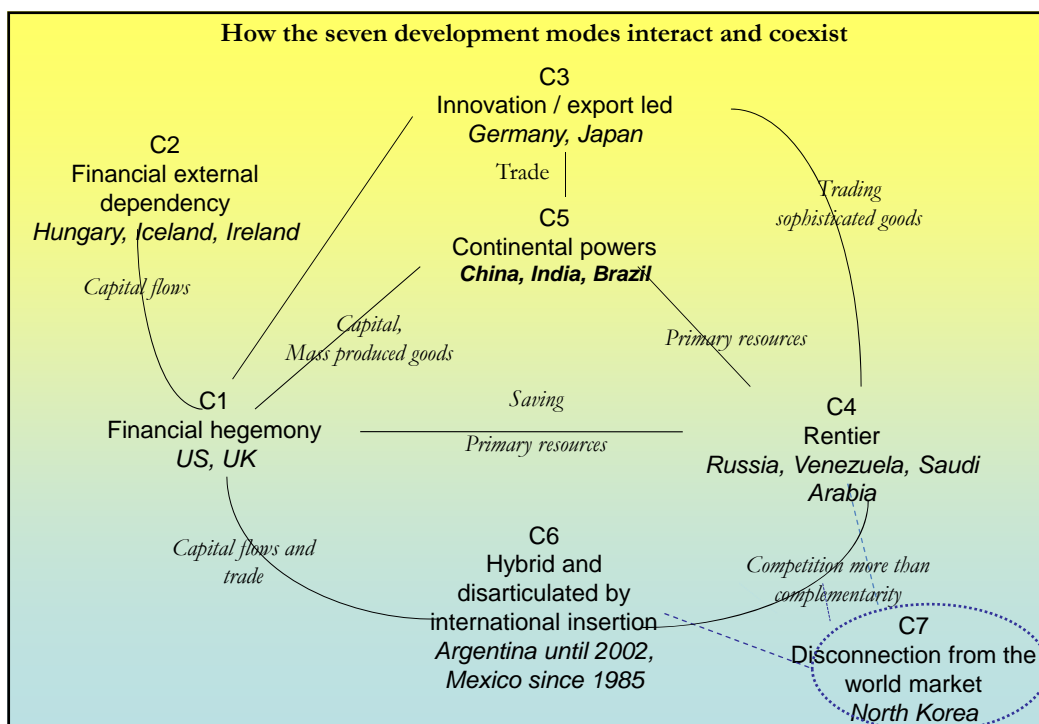 How the seven development modes interact and coexist
C3
Innovation / export led
Germany, Japan
C2
Financial external
dependency
Hungary, Iceland, Ireland
Trade
Trading
sophisticated goods
C5
Continental powers
China, India, Brazil
Capital flows
Capital,
Mass produced goods
Primary resources
C1
Financial hegemony
US, UK
Saving
Primary resources
C4
Rentier
Russia, Venezuela, Saudi
Arabia
Capital flows and
trade
C6
Hybrid and
disarticulated by
international insertion
Argentina until 2002,
Mexico since 1985
Competition more than
complementarity
C7
Disconnection from the
world market
North Korea